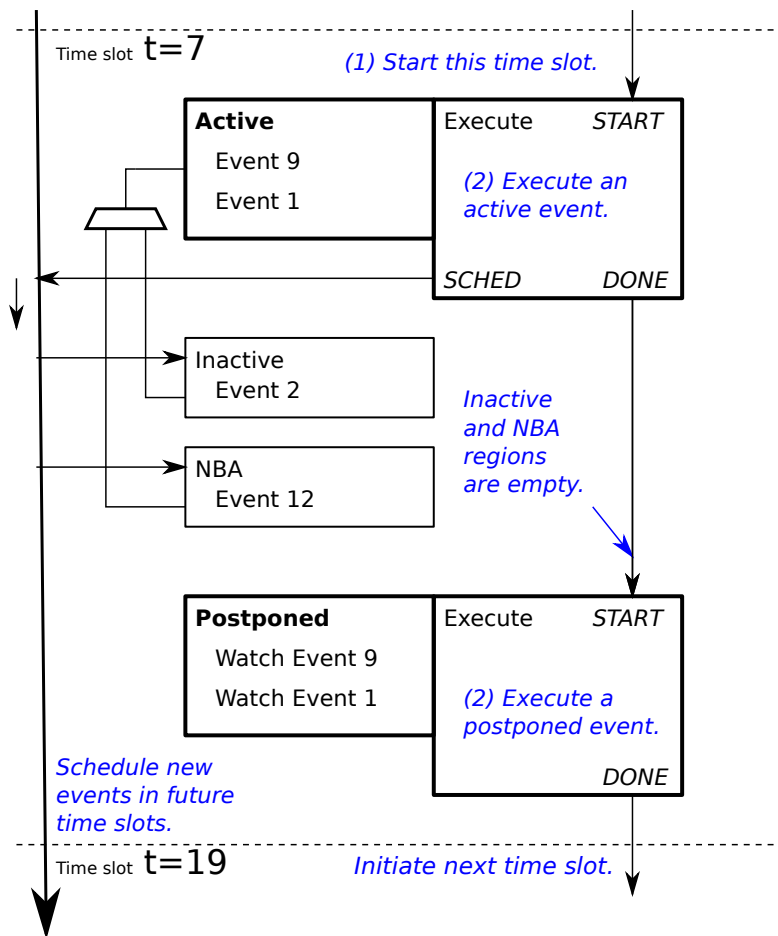 Time slot t=7
(1) Start this time slot.
Active
Event 9
Event 1
Execute START
(2) Execute an
active event.
SCHED DONE
Inactive
Event 2
NBA
Event 12
Inactive
and NBA
regions
are empty.
Postponed
Watch Event 9
Watch Event 1
Execute START
(2) Execute a
postponed event.
DONE
Schedule new
events in future
time slots.
Time slot t=19
Initiate next time slot.